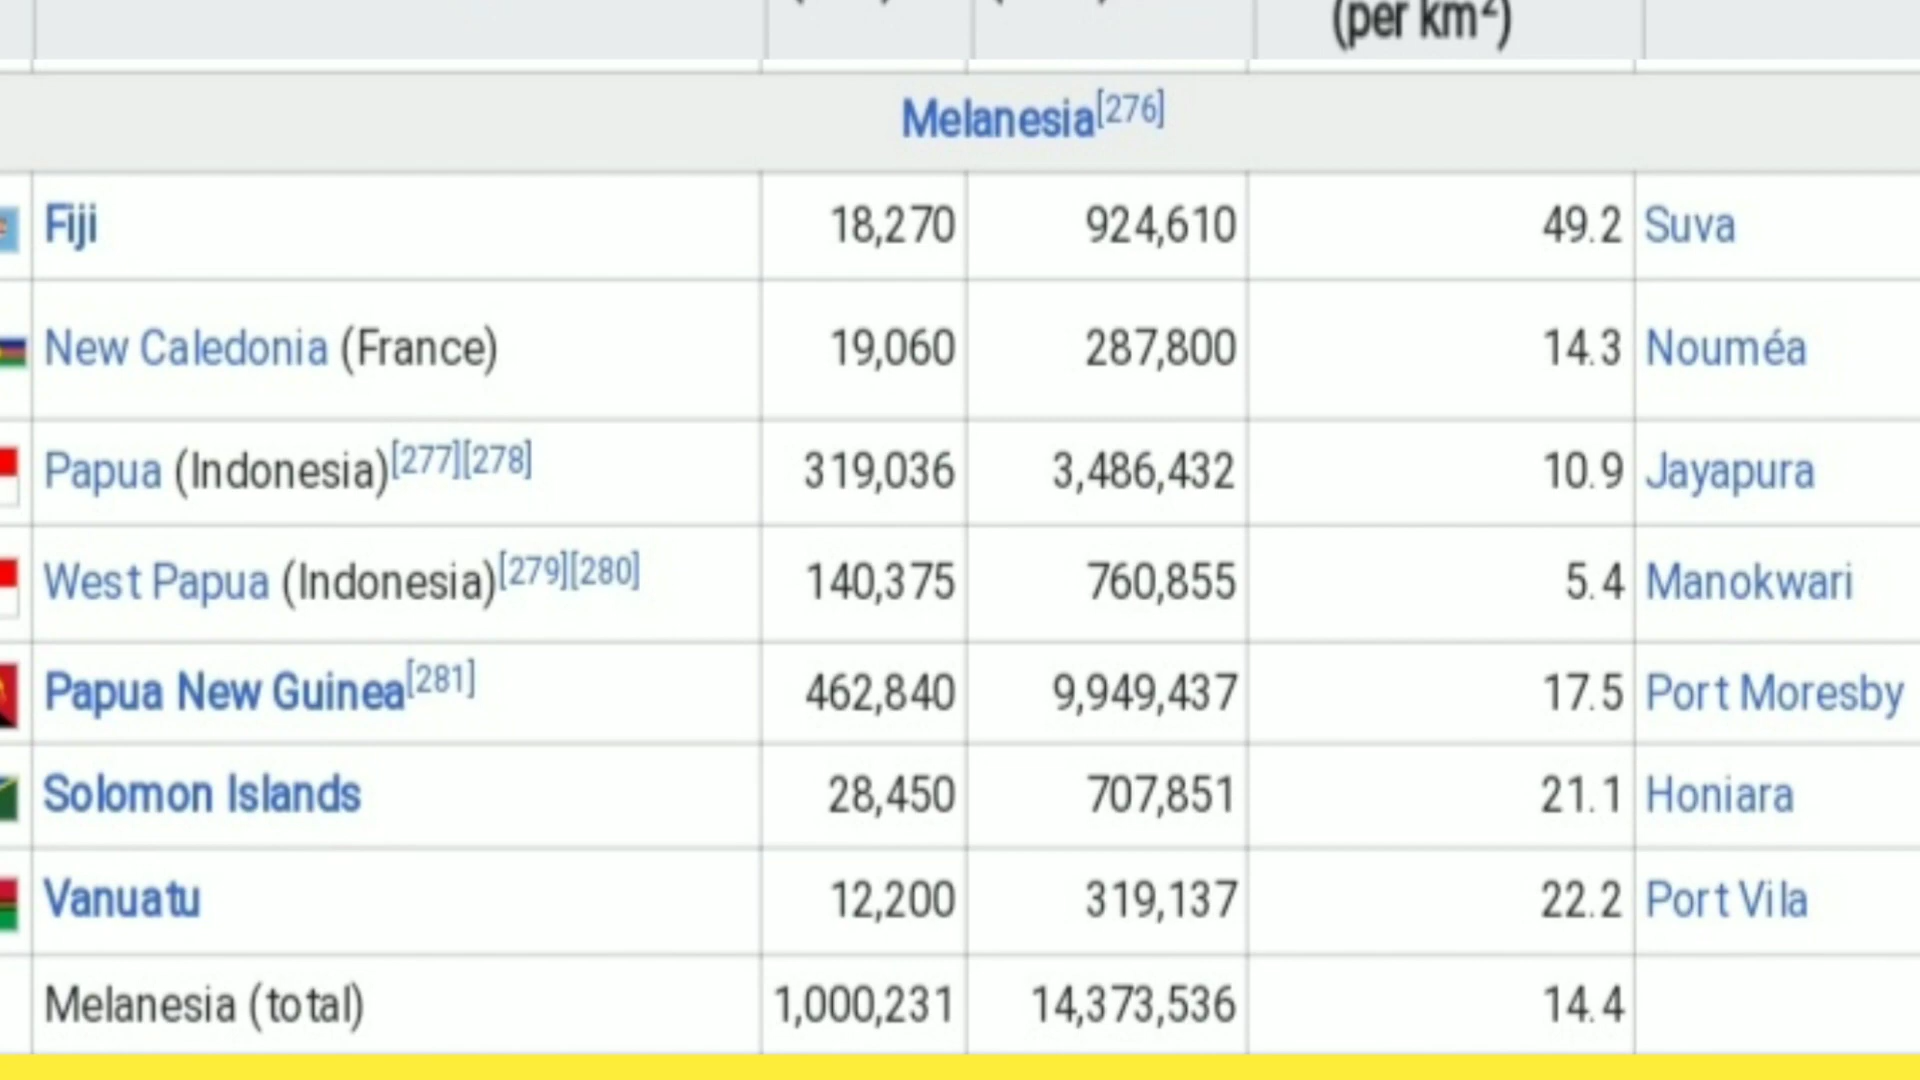 (per km²)
Melanesia[276]
Fiji 18,270 924,610 49.2 Suva
New Caledonia (France) 19,060 287,800 14.3 Nouméa
Papua (Indonesia)[277][278] 319,036 3,486,432 10.9 Jayapura
West Papua (Indonesia)[279][280] 140,375 760,855 5.4 Manokwari
Papua New Guinea[281] 462,840 9,949,437 17.5 Port Moresby
Solomon Islands 28,450 707,851 21.1 Honiara
Vanuatu 12,200 319,137 22.2 Port Vila
Melanesia (total) 1,000,231 14,373,536 14.4